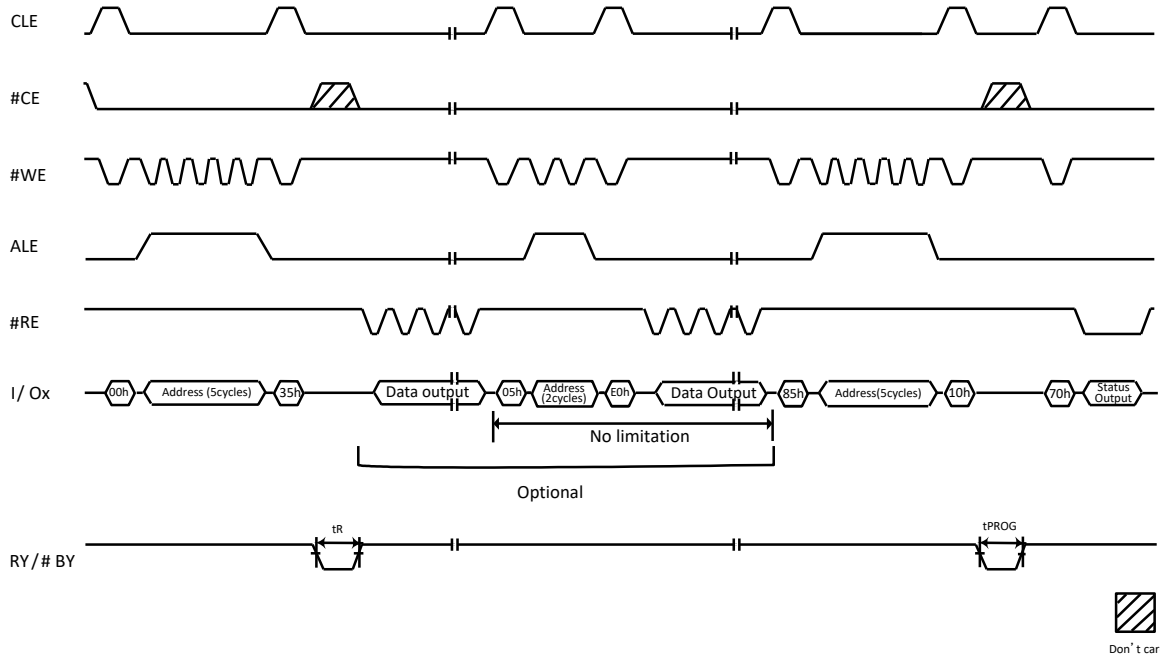 CLE
#CE
#WE
ALE
#RE
I/ Ox
00h
Address (5cycles)
35h
Data output
05h
Address
(2cycles)
E0h
Data Output
85h
Address(5cycles)
10h
70h
Status
Output
No limitation
Optional
tR
tPROG
RY/# BY
Don’t car